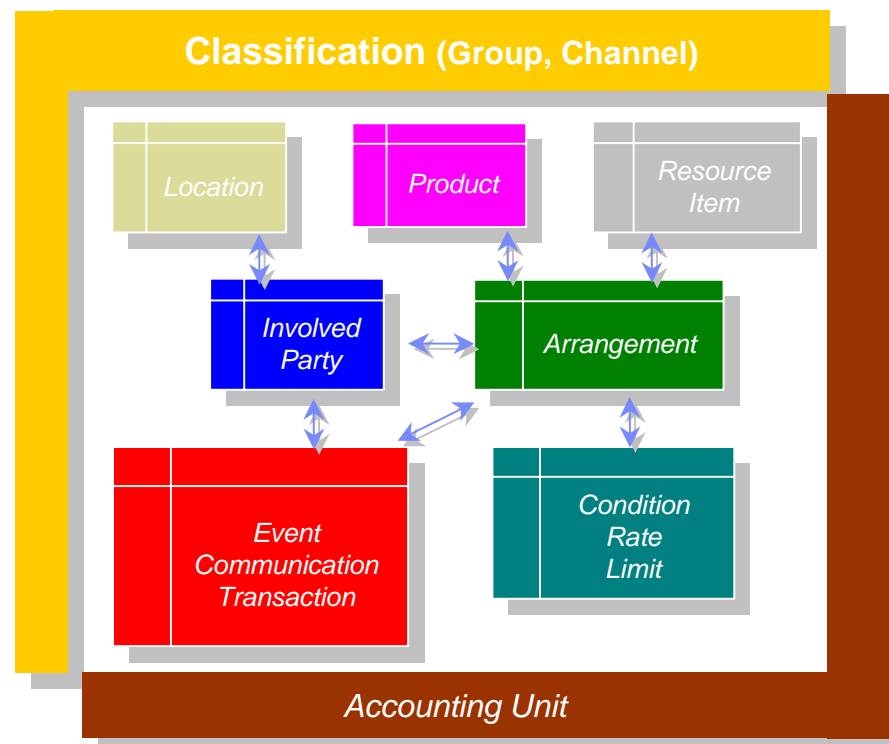 Classification (Group, Channel)
Location
Product
Resource
Item
Involved
Party
Arrangement
Event
Communication
Transaction
Condition
Rate
Limit
Accounting Unit